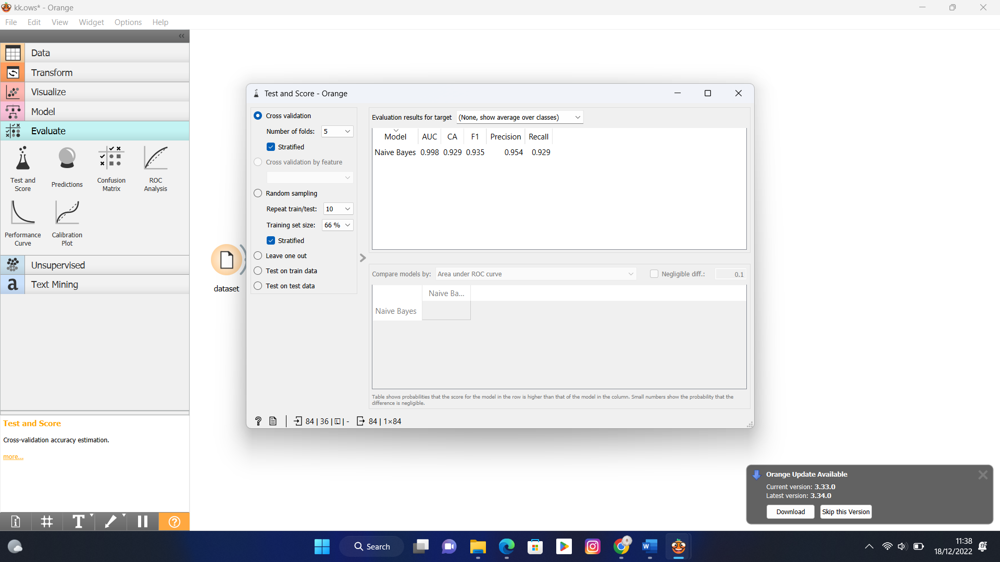 kk.ows* - Orange
File Edit View Widget Options Help
Data
Transform
Visualize
Model
Evaluate
Test and Score
Predictions
Confusion Matrix
ROC Analysis
Performance Curve
Calibration Plot
Unsupervised
a Text Mining
Test and Score
Cross-validation accuracy estimation.
more...
dataset
Test and Score - Orange
Cross validation
Number of folds: 5
Stratified
Cross validation by feature
Random sampling
Repeat train/test: 10
Training set size: 66 %
Stratified
Leave one out
Test on train data
Test on test data
Evaluation results for target (None, show average over classes)
Model AUC CA F1 Precision Recall
Naive Bayes 0.998 0.929 0.935 0.954 0.929
Compare models by: Area under ROC curve Negligible diff.: 0.1
Naive Ba...
Naive Bayes
Table shows probabilities that the score for the model in the row is higher than that of the model in the column. Small numbers show the probability that the
difference is negligible.
? 84 | 36 | L | - 84 | 1×84
Orange Update Available
Current version: 3.33.0
Latest version: 3.34.0
Download Skip this Version
Search
11:38
18/12/2022